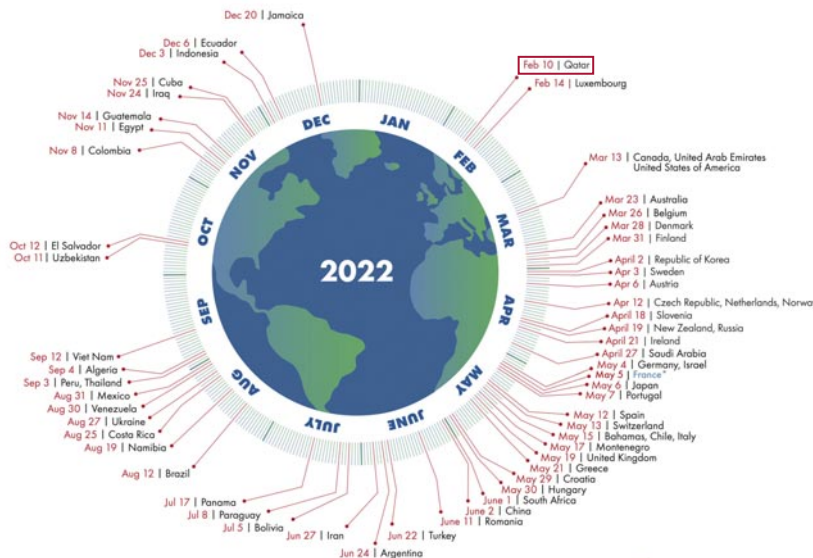 Dec 20 | Jamaica
Dec 6 | Ecuador
Dec 3 | Indonesia
Nov 25 | Cuba
Nov 24 | Iraq
Nov 14 | Guatemala
Nov 11 | Egypt
Nov 8 | Colombia
Oct 12 | El Salvador
Oct 11 | Uzbekistan
Sep 12 | Viet Nam
Sep 4 | Algeria
Sep 3 | Peru, Thailand
Aug 31 | Mexico
Aug 30 | Venezuela
Aug 27 | Ukraine
Aug 25 | Costa Rica
Aug 19 | Namibia
Aug 12 | Brazil
Jul 17 | Panama
Jul 8 | Paraguay
Jul 5 | Bolivia
Jun 27 | Iran
Jun 24 | Argentina
Jun 22 | Turkey
JAN
FEB
MAR
APR
MAY
JUNE
JULY
AUG
SEP
OCT
NOV
DEC
2022
Feb 10 | Qatar
Feb 14 | Luxembourg
Mar 13 | Canada, United Arab Emirates
United States of America
Mar 23 | Australia
Mar 26 | Belgium
Mar 28 | Denmark
Mar 31 | Finland
April 2 | Republic of Korea
Apr 3 | Sweden
Apr 6 | Austria
Apr 12 | Czech Republic, Netherlands, Norw
April 18 | Slovenia
April 19 | New Zealand, Russia
April 21 | Ireland
April 27 | Saudi Arabia
May 4 | Germany, Israel
May 5 | France*
May 6 | Japan
May 7 | Portugal
May 12 | Spain
May 13 | Switzerland
May 15 | Bahamas, Chile, Italy
May 17 | Montenegro
May 19 | United Kingdom
May 21 | Greece
May 29 | Croatia
May 30 | Hungary
June 1 | South Africa
June 2 | China
June 11 | Romania